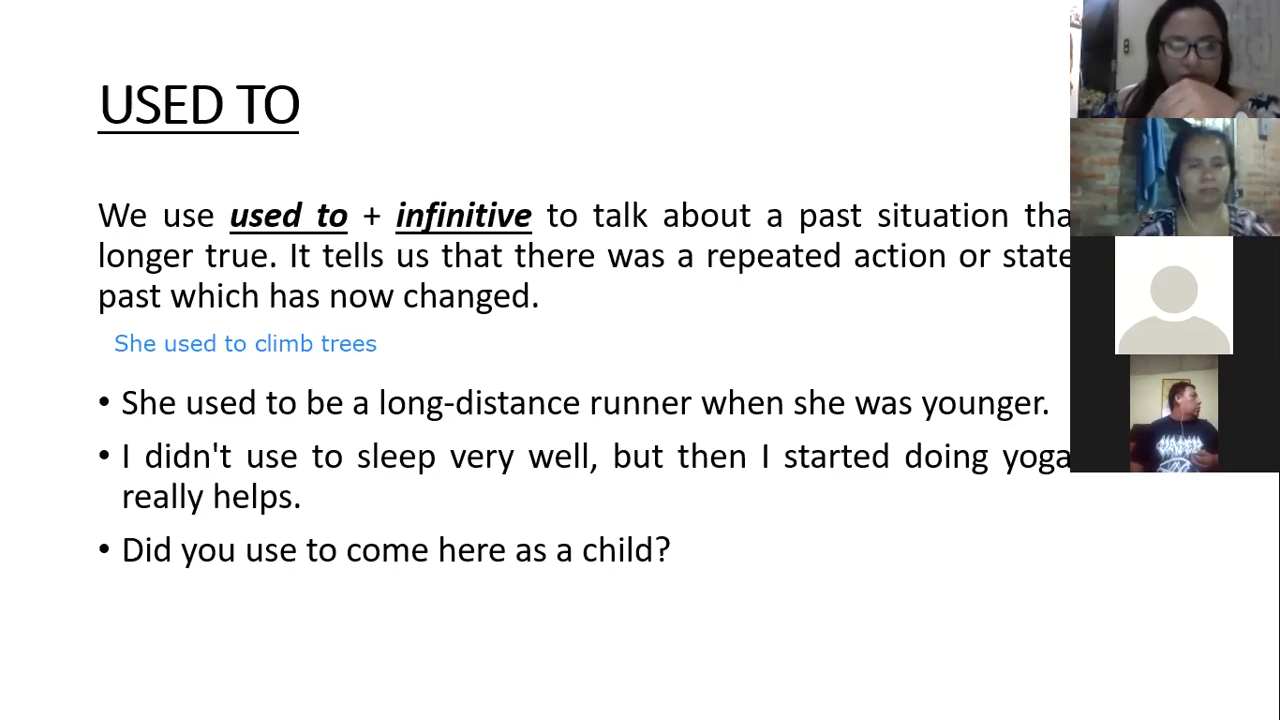 USED TO
We use used to + infinitive to talk about a past situation tha
longer true. It tells us that there was a repeated action or state
past which has now changed.
She used to climb trees
• She used to be a long-distance runner when she was younger.
• I didn't use to sleep very well, but then I started doing yoga
really helps.
• Did you use to come here as a child?